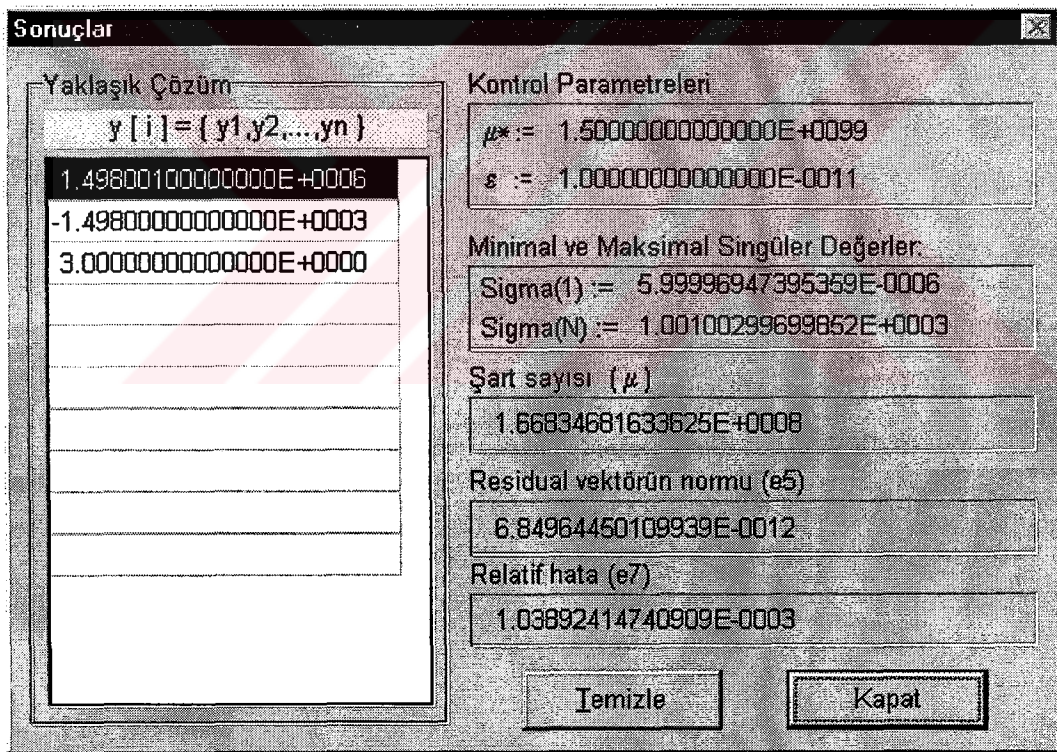 Sonuçlar
Yaklaşık Çözüm
y [ i ] = { y1,y2,...,yn }
1.49800100000000E+0006
-1.49800000000000E+0003
3.00000000000000E+0000
Kontrol Parametreleri
μ* := 1.50000000000000E+0099
ε := 1.00000000000000E-0011
Minimal ve Maksimal Singüler Değerler:
Sigma(1) := 5.99996947395359E-0006
Sigma(N) := 1.00100299699852E+0003
Şart sayısı ( μ )
1.66834681633625E+0008
Residual vektörün normu (e5)
6.84964450109939E-0012
Relatif hata (e7)
1.03892414740909E-0003
Temizle
Kapat